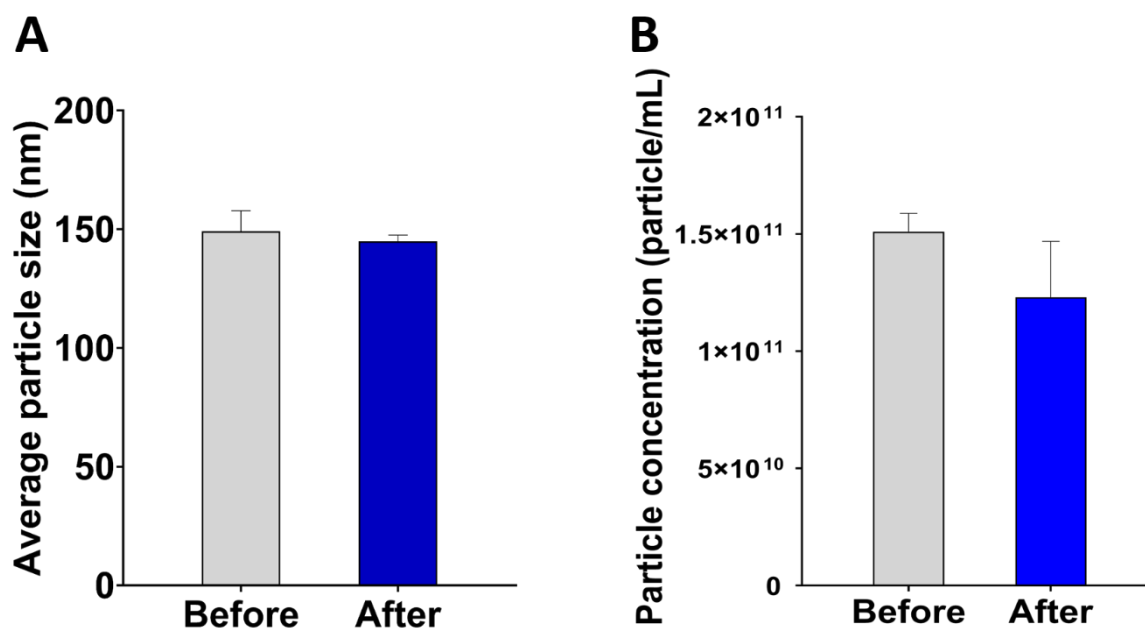 A
Average particle size (nm)
200
150
100
50
0
Before After
B
Particle concentration (particle/mL)
2×10¹¹
1.5×10¹¹
1×10¹¹
5×10¹⁰
0
Before After